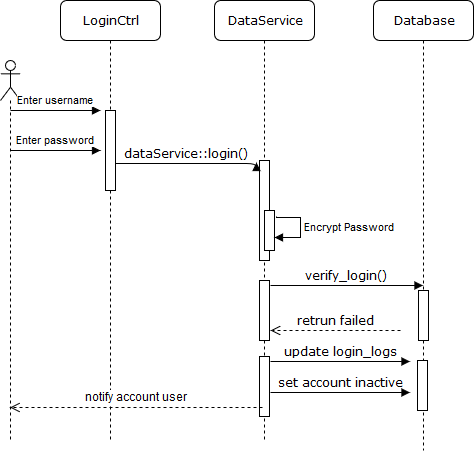 LoginCtrl
DataService
Database
Enter username
Enter password
dataService::login()
Encrypt Password
verify_login()
retrun failed
update login_logs
set account inactive
notify account user